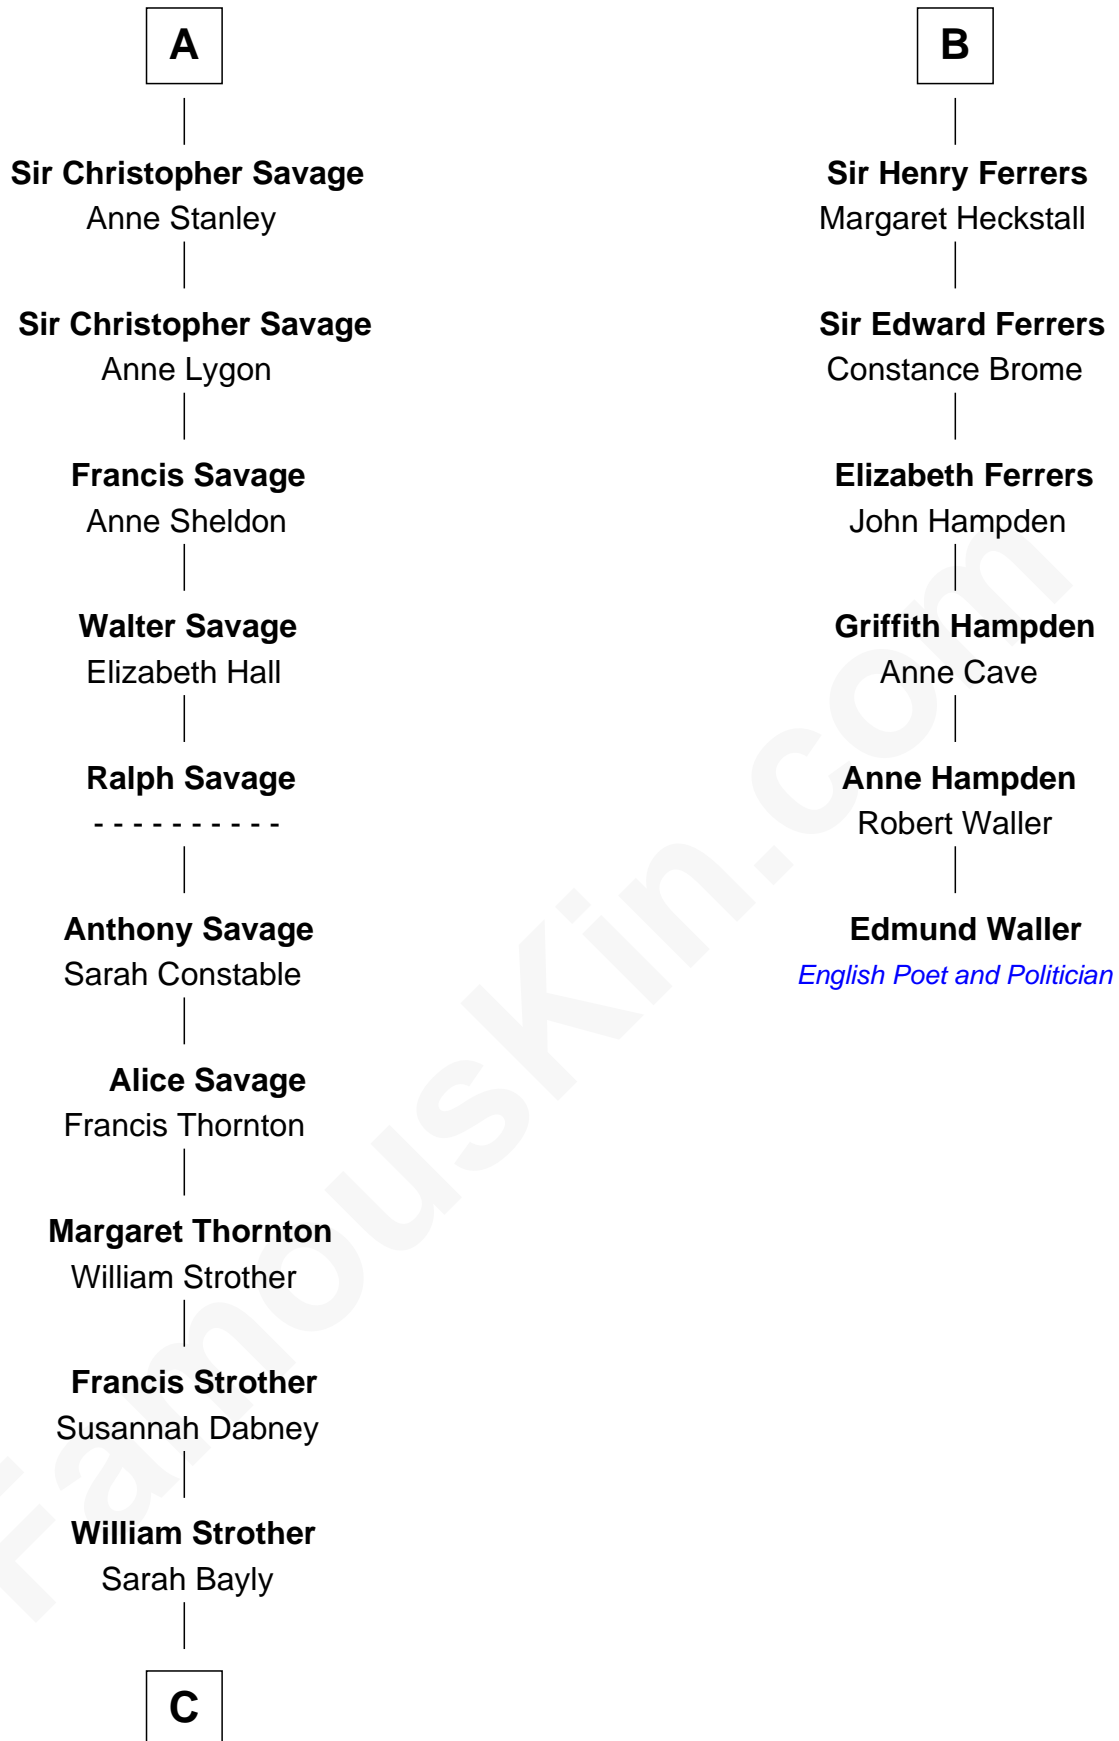 A
Sir Christopher Savage
Anne Stanley
Sir Christopher Savage
Anne Lygon
Francis Savage
Anne Sheldon
Walter Savage
Elizabeth Hall
Ralph Savage
- - - - - - - - - -
Anthony Savage
Sarah Constable
Alice Savage
Francis Thornton
Margaret Thornton
William Strother
Francis Strother
Susannah Dabney
William Strother
Sarah Bayly
C
B
Sir Henry Ferrers
Margaret Heckstall
Sir Edward Ferrers
Constance Brome
Elizabeth Ferrers
John Hampden
Griffith Hampden
Anne Cave
Anne Hampden
Robert Waller
Edmund Waller
English Poet and Politician
FamousKin.com